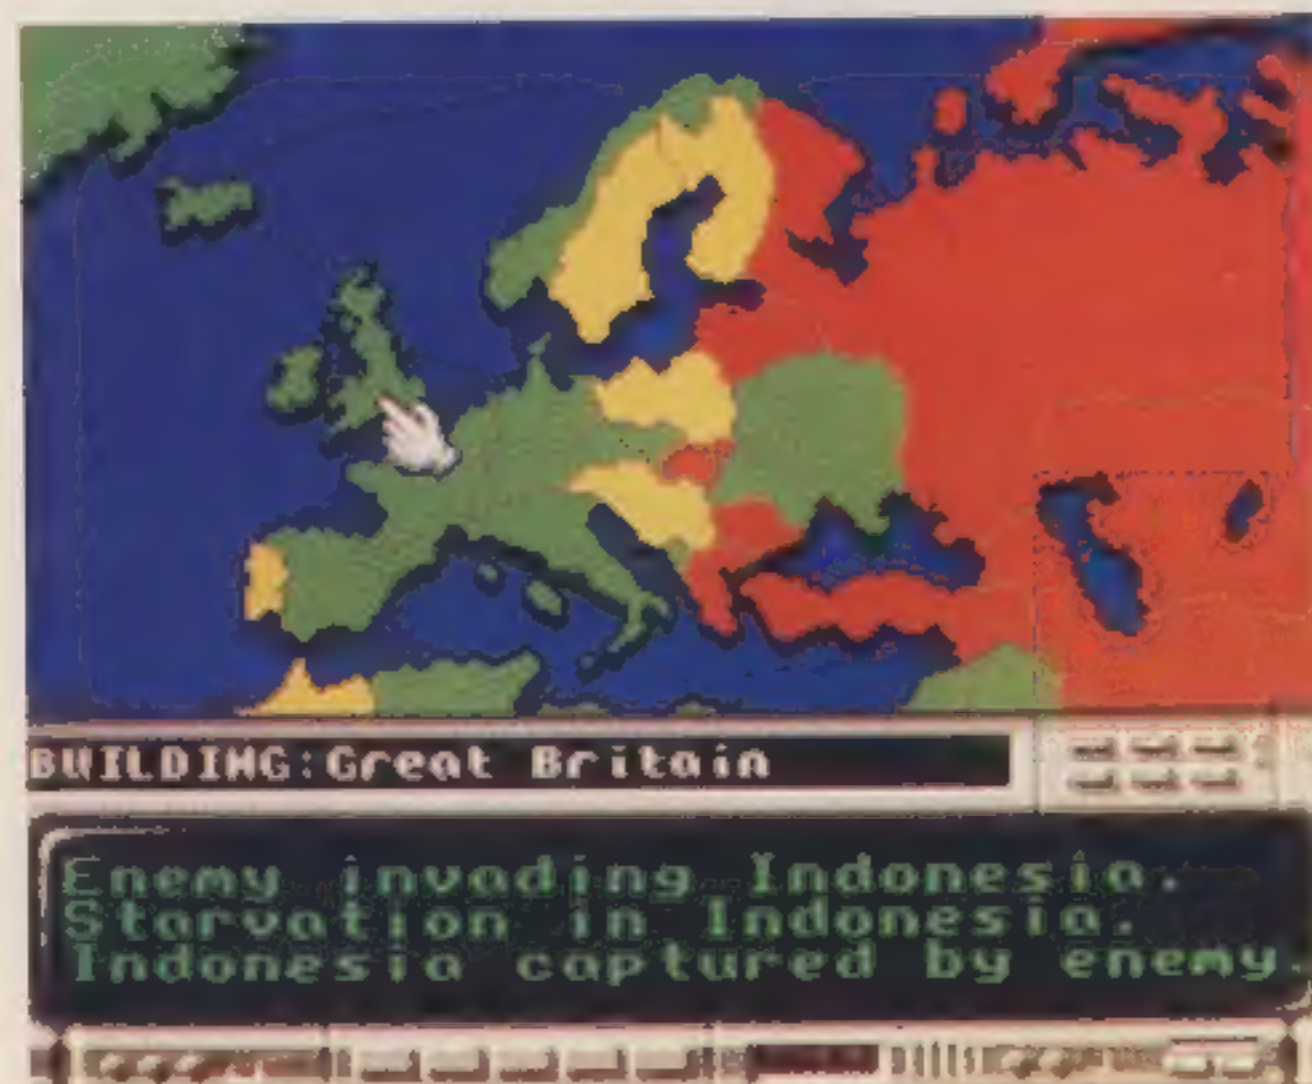 BUILDING:Great Britain
Enemy invading Indonesia.
Starvation in Indonesia.
Indonesia captured by enemy.